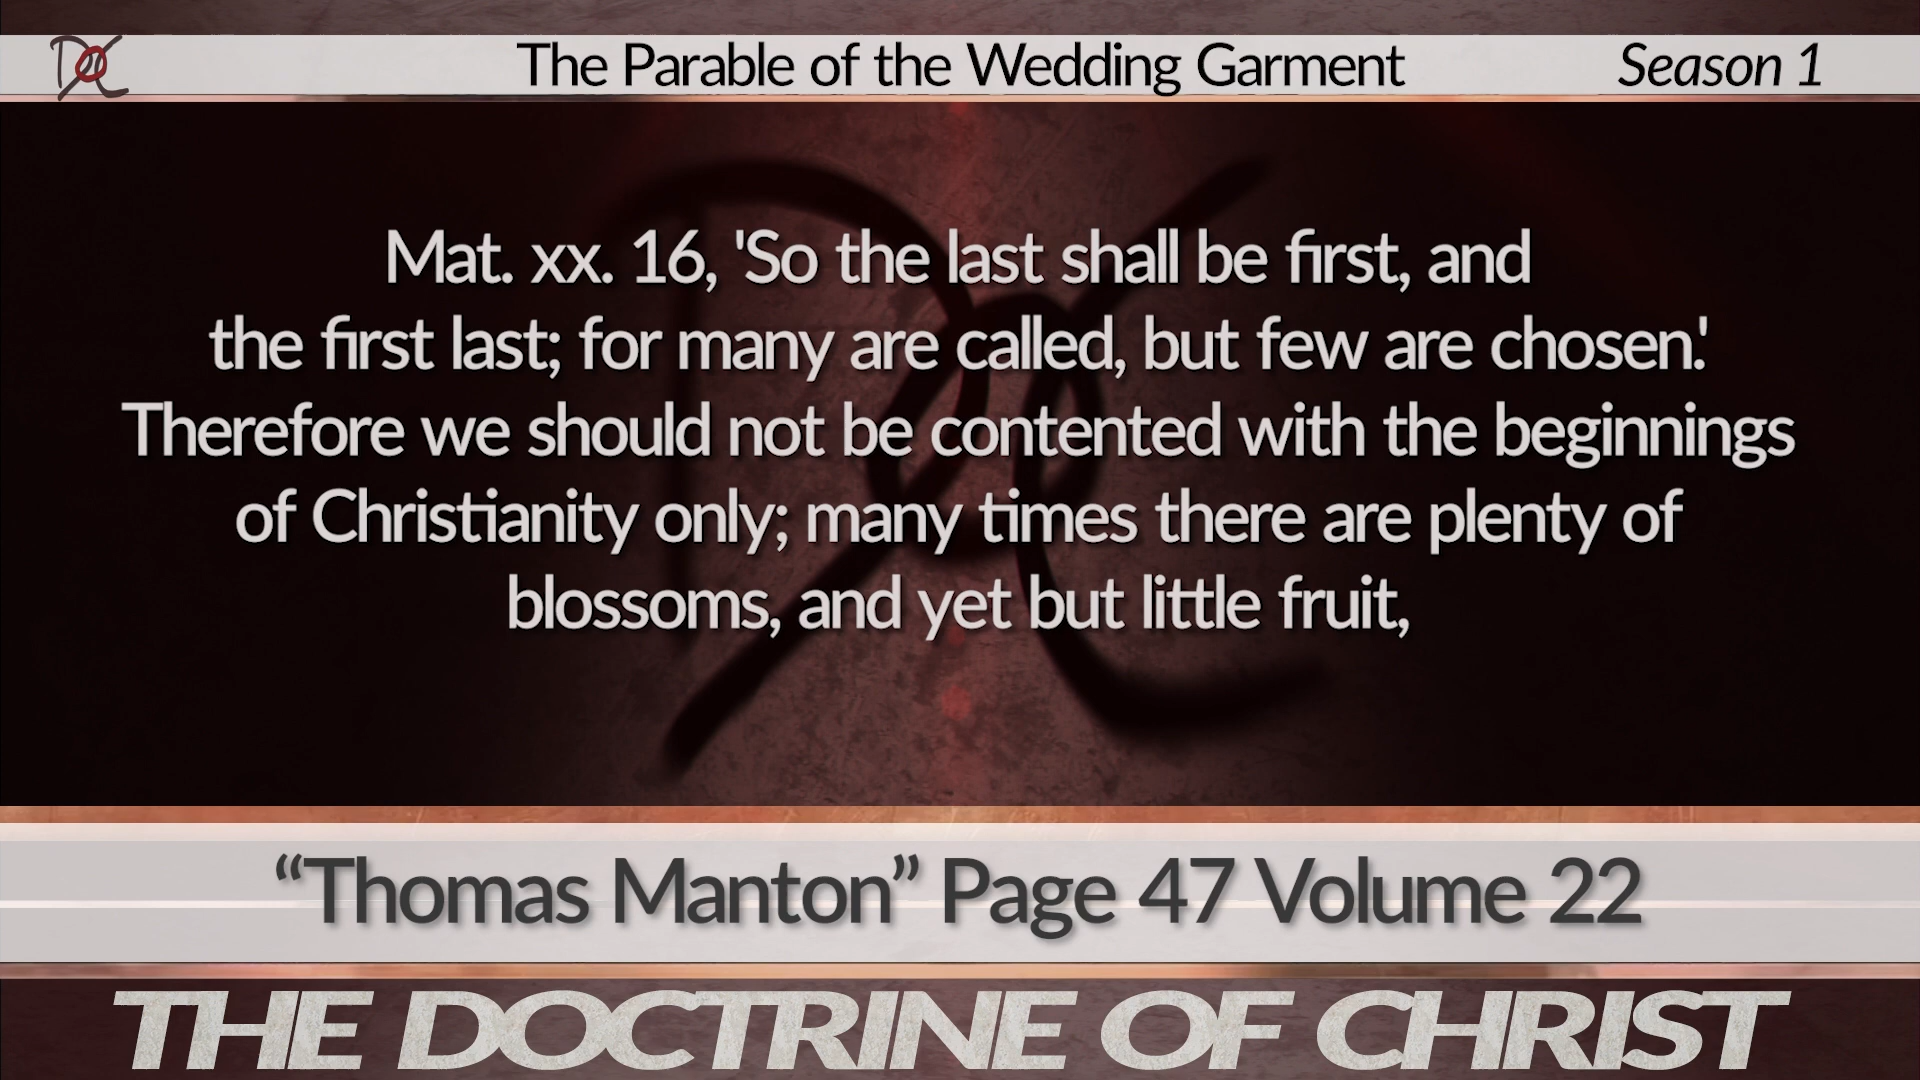 The Parable of the Wedding Garment
Season 1
Mat. xx. 16, 'So the last shall be first, and
the first last; for many are called, but few are chosen.'
Therefore we should not be contented with the beginnings
of Christianity only; many times there are plenty of
blossoms, and yet but little fruit,
“Thomas Manton” Page 47 Volume 22
THE DOCTRINE OF CHRIST